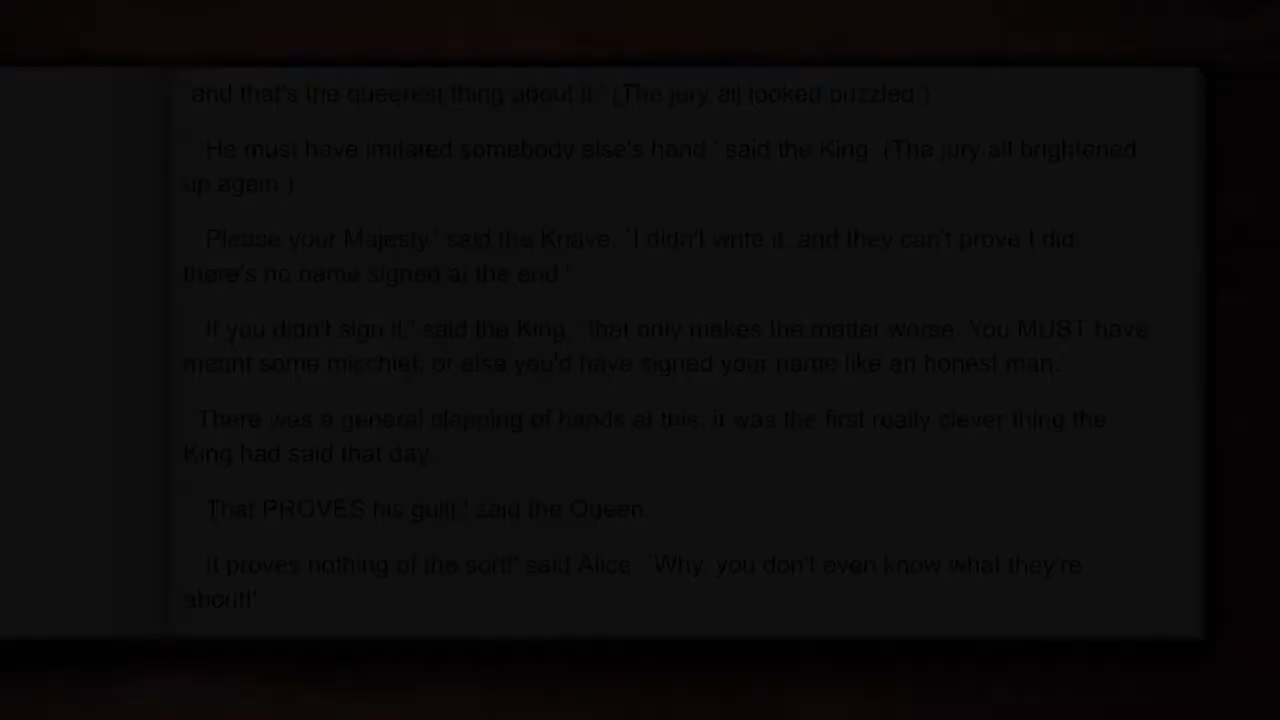 and that's the queerest thing about it.' (The jury all looked puzzled.)
`He must have imitated somebody else's hand,' said the King. (The jury all brightened
up again.)
`Please your Majesty,' said the Knave, `I didn't write it, and they can't prove I did:
there's no name signed at the end.'
`If you didn't sign it,' said the King, `that only makes the matter worse. You MUST have
meant some mischief, or else you'd have signed your name like an honest man.'
There was a general clapping of hands at this: it was the first really clever thing the
King had said that day.
`That PROVES his guilt,' said the Queen.
`It proves nothing of the sort!' said Alice. `Why, you don't even know what they're
about!'